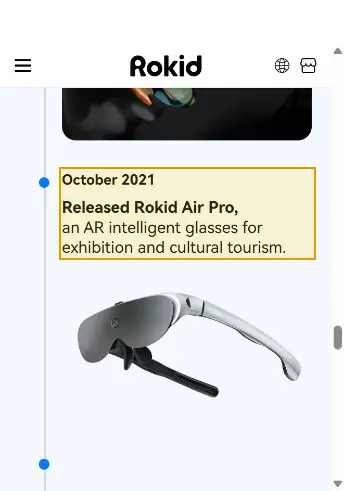 Rokid
October 2021
Released Rokid Air Pro,
an AR intelligent glasses for
exhibition and cultural tourism.